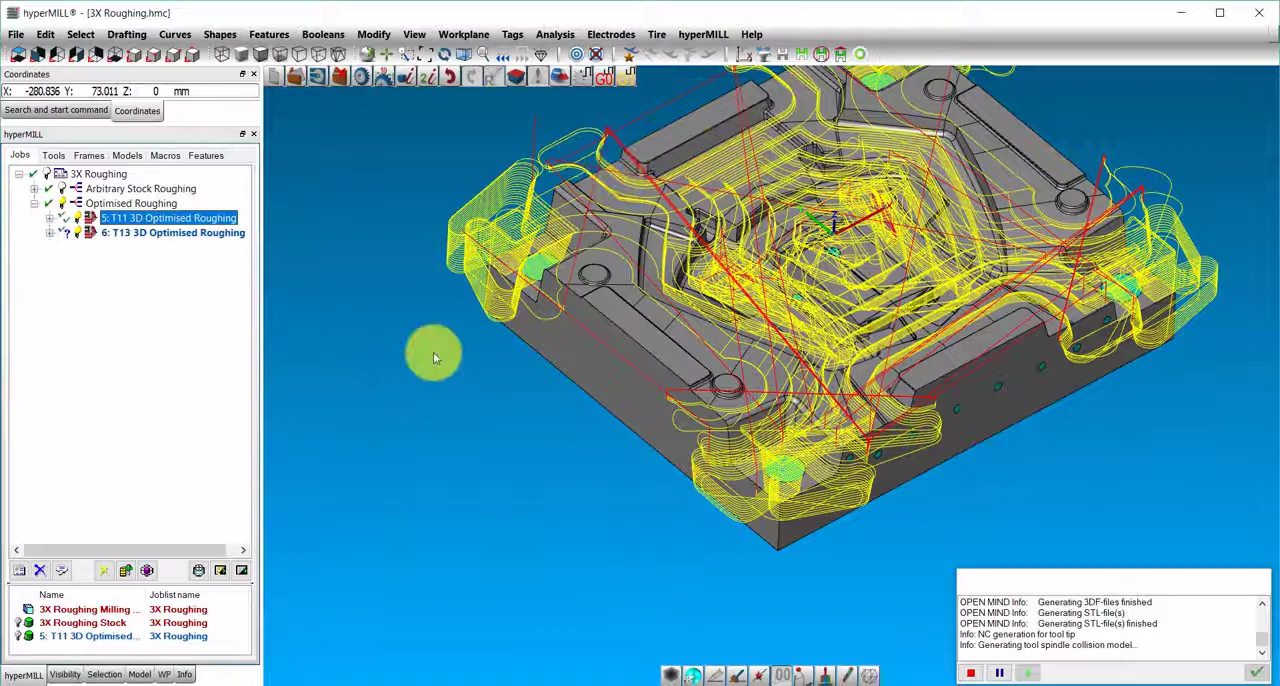 hyperMILL® - [3X Roughing.hmc]
File Edit Select Drafting Curves Shapes Features Booleans Modify View Workplane Tags Analysis Electrodes Tire hyperMILL Help
Coordinates
X: -280.836 Y: 73.011 Z: 0 mm
Search and start command Coordinates
hyperMILL
Jobs Tools Frames Models Macros Features
3X Roughing
Arbitrary Stock Roughing
Optimised Roughing
5: T11 3D Optimised Roughing
6: T13 3D Optimised Roughing
Z
Name Joblist name
3X Roughing Milling ... 3X Roughing
3X Roughing Stock 3X Roughing
5: T11 3D Optimised... 3X Roughing
hyperMILL Visibility Selection Model WP Info
OPEN MIND Info: Generating 3DF-files finished
OPEN MIND Info: Generating STL-file(s)
OPEN MIND Info: Generating STL-file(s) finished
Info: NC generation for tool tip
Info: Generating tool spindle collision model...